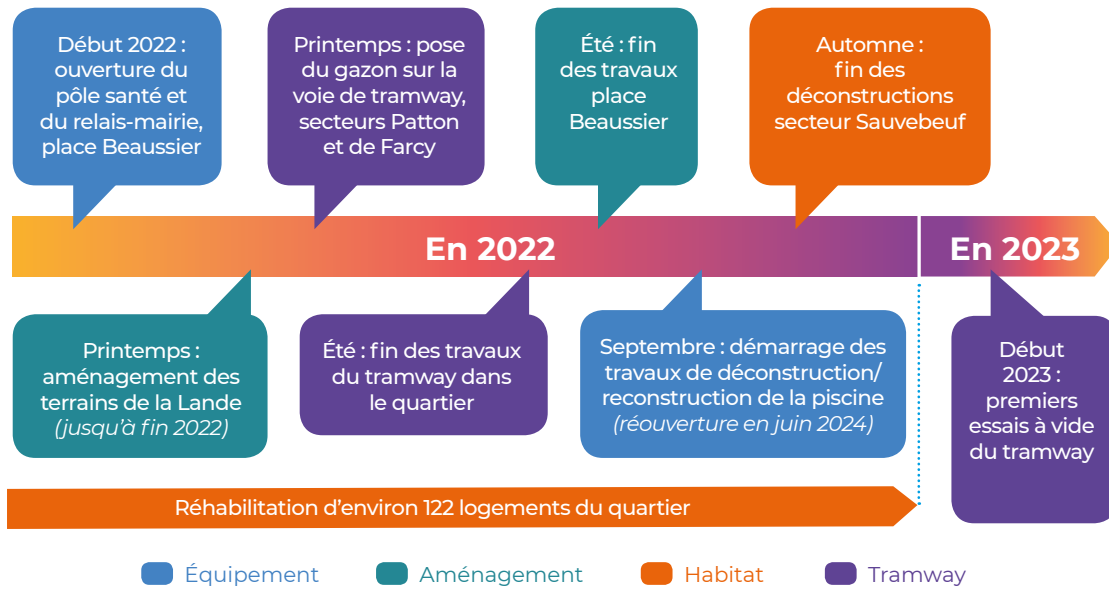 Début 2022 :
ouverture du
pôle santé et
du relais-mairie,
place Beaussier
Printemps : pose
du gazon sur la
voie de tramway,
secteurs Patton
et de Farcy
Été : fin
des travaux
place
Beaussier
Automne :
fin des
déconstructions
secteur Sauvebeuf
En 2022
En 2023
Printemps :
aménagement des
terrains de la Lande
(jusqu'à fin 2022)
Été : fin des travaux
du tramway dans
le quartier
Septembre : démarrage des
travaux de déconstruction/
reconstruction de la piscine
(réouverture en juin 2024)
Début
2023 :
premiers
essais à vide
du tramway
Réhabilitation d'environ 122 logements du quartier
Équipement
Aménagement
Habitat
Tramway